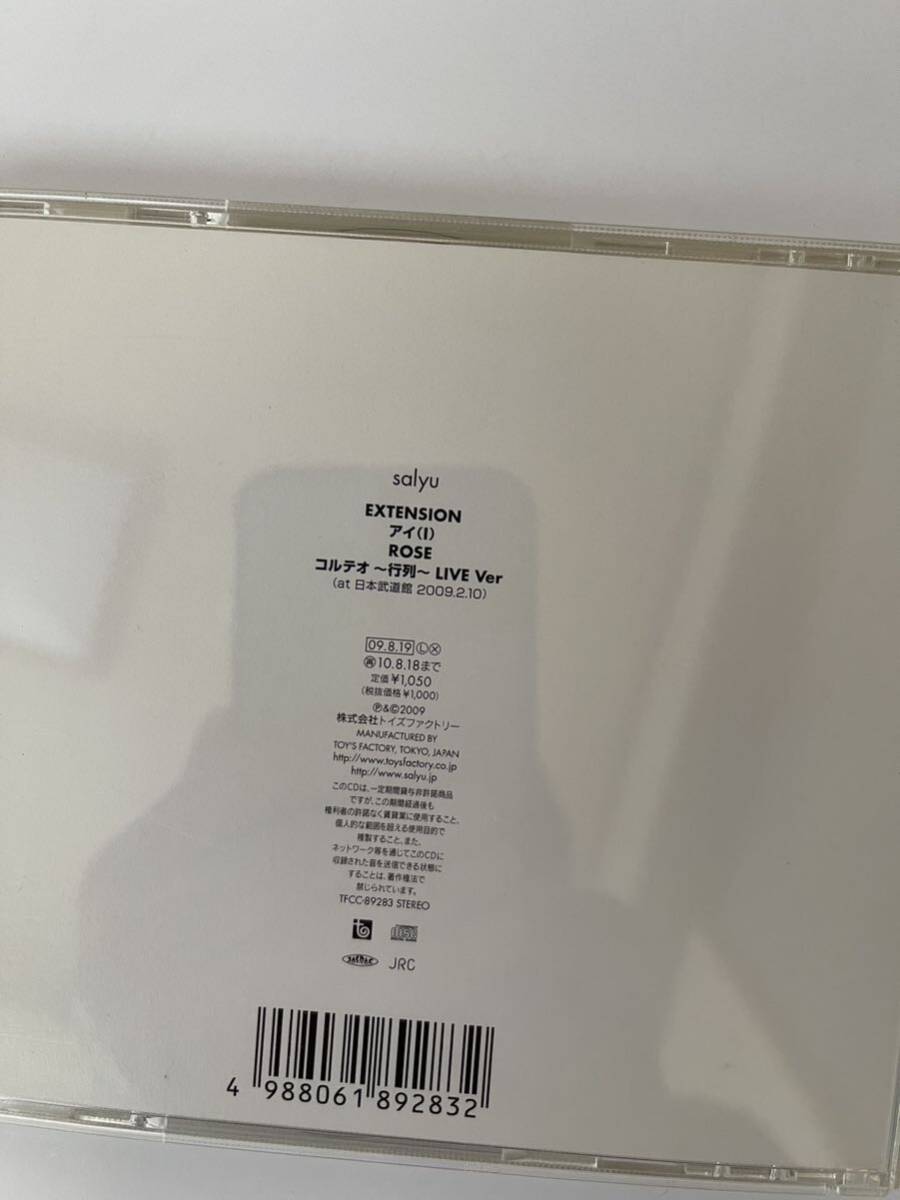 salyu
EXTENSION
アイ(I)
ROSE
コルテオ ～行列～ LIVE Ver
(at 日本武道館 2009.2.10)
09.8.19 Ⓛ Ⓧ
㊢10.8.18まで
定価¥1,050
(税抜価格¥1,000)
Ⓟ&©2009
株式会社トイズファクトリー
MANUFACTURED BY
TOY'S FACTORY, TOKYO, JAPAN
http://www.toysfactory.co.jp
http://www.salyu.jp
このCDは、一定期間貸与非許諾商品
ですが、この期間経過後も
権利者の許諾なく賃貸業に使用すること、
個人的な範囲を超える使用目的で
複製すること、また、
ネットワーク等を通じてこのCDに
収録された音を送信できる状態に
することは、著作権法で
禁じられています。
TFCC-89283 STEREO
JASRAC JRC
4 988061 892832